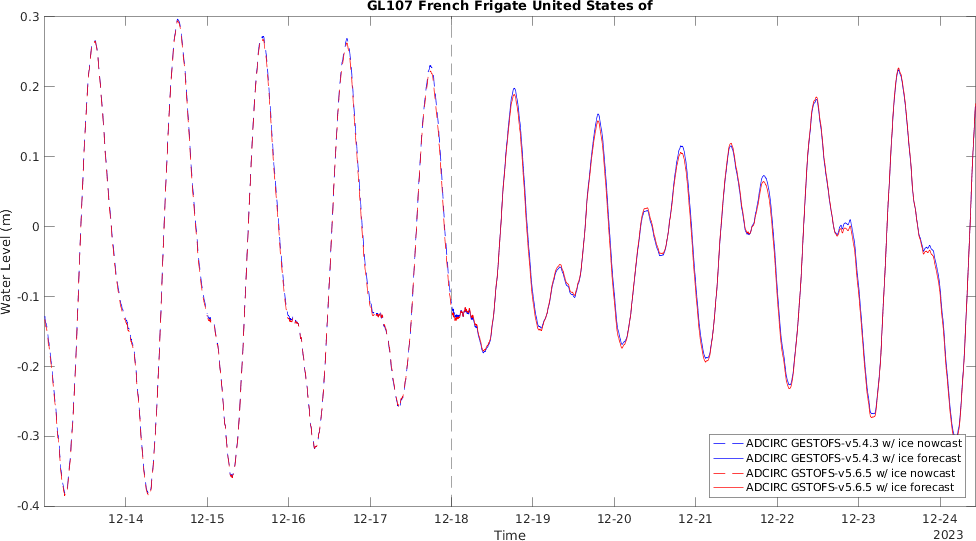 GL107 French Frigate United States of
0.3
0.2
0.1
0
-0.1
-0.2
-0.3
-0.4
Water Level (m)
ADCIRC GESTOFS-v5.4.3 w/ ice nowcast
ADCIRC GESTOFS-v5.4.3 w/ ice forecast
ADCIRC GSTOFS-v5.6.5 w/ ice nowcast
ADCIRC GSTOFS-v5.6.5 w/ ice forecast
12-14 12-15 12-16 12-17 12-18 12-19 12-20 12-21 12-22 12-23 12-24
Time
2023